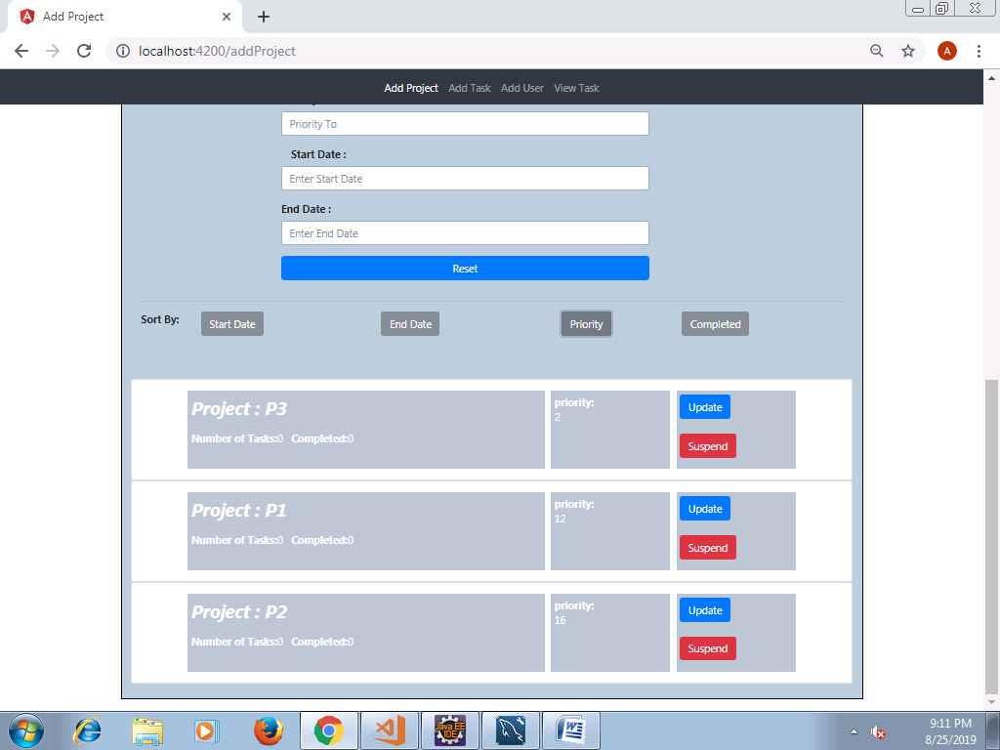 Add Project
localhost:4200/addProject
A
Add Project Add Task Add User View Task
Priority To
Start Date :
Enter Start Date
End Date :
Enter End Date
Reset
Sort By: Start Date End Date Priority Completed
Project : P3
Number of Tasks:0 Completed:0
priority:
2
Update
Suspend
Project : P1
Number of Tasks:0 Completed:0
priority:
12
Update
Suspend
Project : P2
Number of Tasks:0 Completed:0
priority:
16
Update
Suspend
Java EE
IDE
9:11 PM
8/25/2019